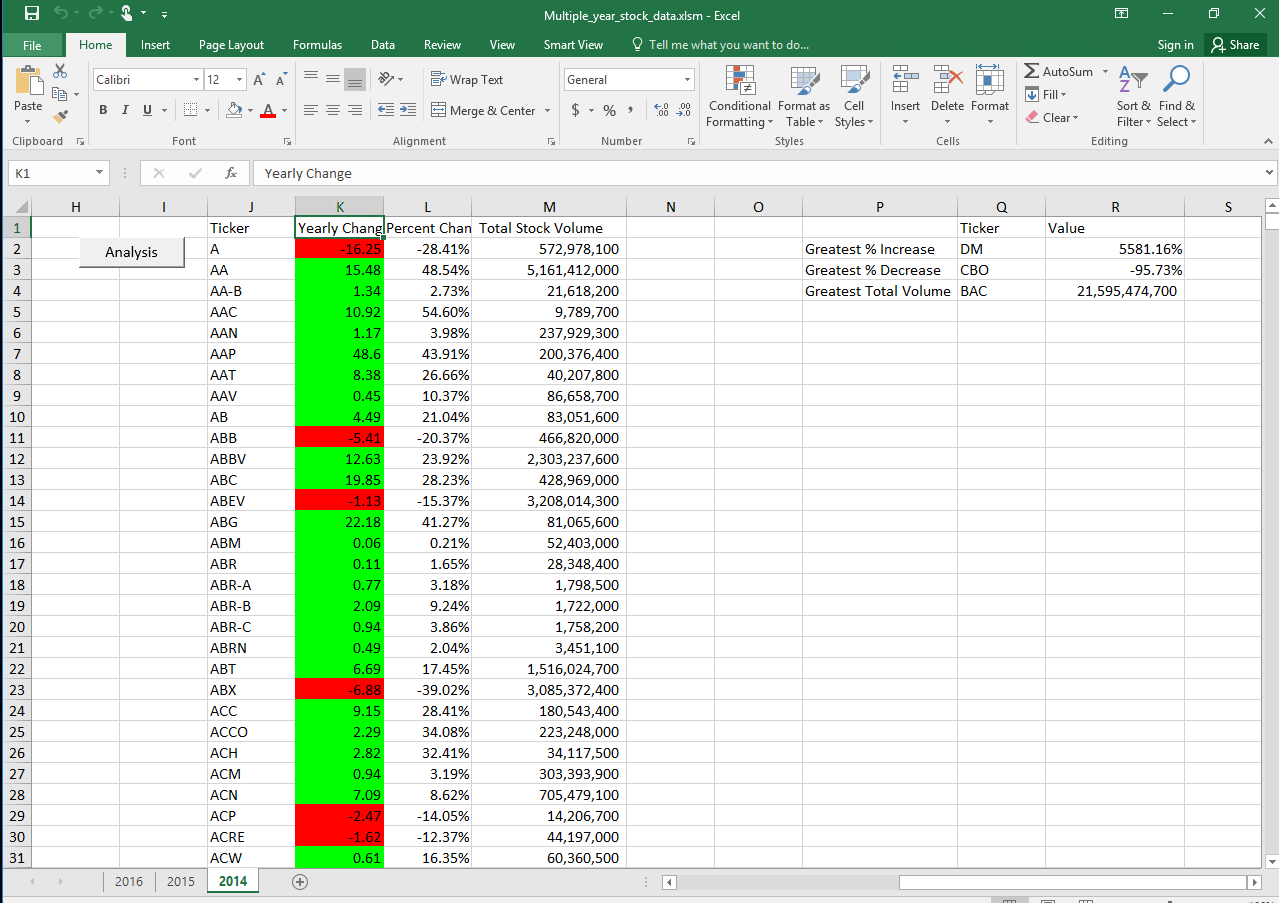 Multiple_year_stock_data.xlsm - Excel
File Home Insert Page Layout Formulas Data Review View Smart View Tell me what you want to do... Sign in Share
Paste Calibri 12 Wrap Text General Conditional Format as Cell Insert Delete Format AutoSum Sort & Find &
B I U Merge & Center $ % , Formatting Table Styles Fill Filter Select
Clear
Clipboard Font Alignment Number Styles Cells Editing
K1 fx Yearly Change
H I J K L M N O P Q R S
1 Ticker Yearly Chang Percent Chan Total Stock Volume Ticker Value
2 Analysis A -16.25 -28.41% 572,978,100 Greatest % Increase DM 5581.16%
3 AA 15.48 48.54% 5,161,412,000 Greatest % Decrease CBO -95.73%
4 AA-B 1.34 2.73% 21,618,200 Greatest Total Volume BAC 21,595,474,700
5 AAC 10.92 54.60% 9,789,700
6 AAN 1.17 3.98% 237,929,300
7 AAP 48.6 43.91% 200,376,400
8 AAT 8.38 26.66% 40,207,800
9 AAV 0.45 10.37% 86,658,700
10 AB 4.49 21.04% 83,051,600
11 ABB -5.41 -20.37% 466,820,000
12 ABBV 12.63 23.92% 2,303,237,600
13 ABC 19.85 28.23% 428,969,000
14 ABEV -1.13 -15.37% 3,208,014,300
15 ABG 22.18 41.27% 81,065,600
16 ABM 0.06 0.21% 52,403,000
17 ABR 0.11 1.65% 28,348,400
18 ABR-A 0.77 3.18% 1,798,500
19 ABR-B 2.09 9.24% 1,722,000
20 ABR-C 0.94 3.86% 1,758,200
21 ABRN 0.49 2.04% 3,451,100
22 ABT 6.69 17.45% 1,516,024,700
23 ABX -6.88 -39.02% 3,085,372,400
24 ACC 9.15 28.41% 180,543,400
25 ACCO 2.29 34.08% 223,248,000
26 ACH 2.82 32.41% 34,117,500
27 ACM 0.94 3.19% 303,393,900
28 ACN 7.09 8.62% 705,479,100
29 ACP -2.47 -14.05% 14,206,700
30 ACRE -1.62 -12.37% 44,197,000
31 ACW 0.61 16.35% 60,360,500
2016 2015 2014